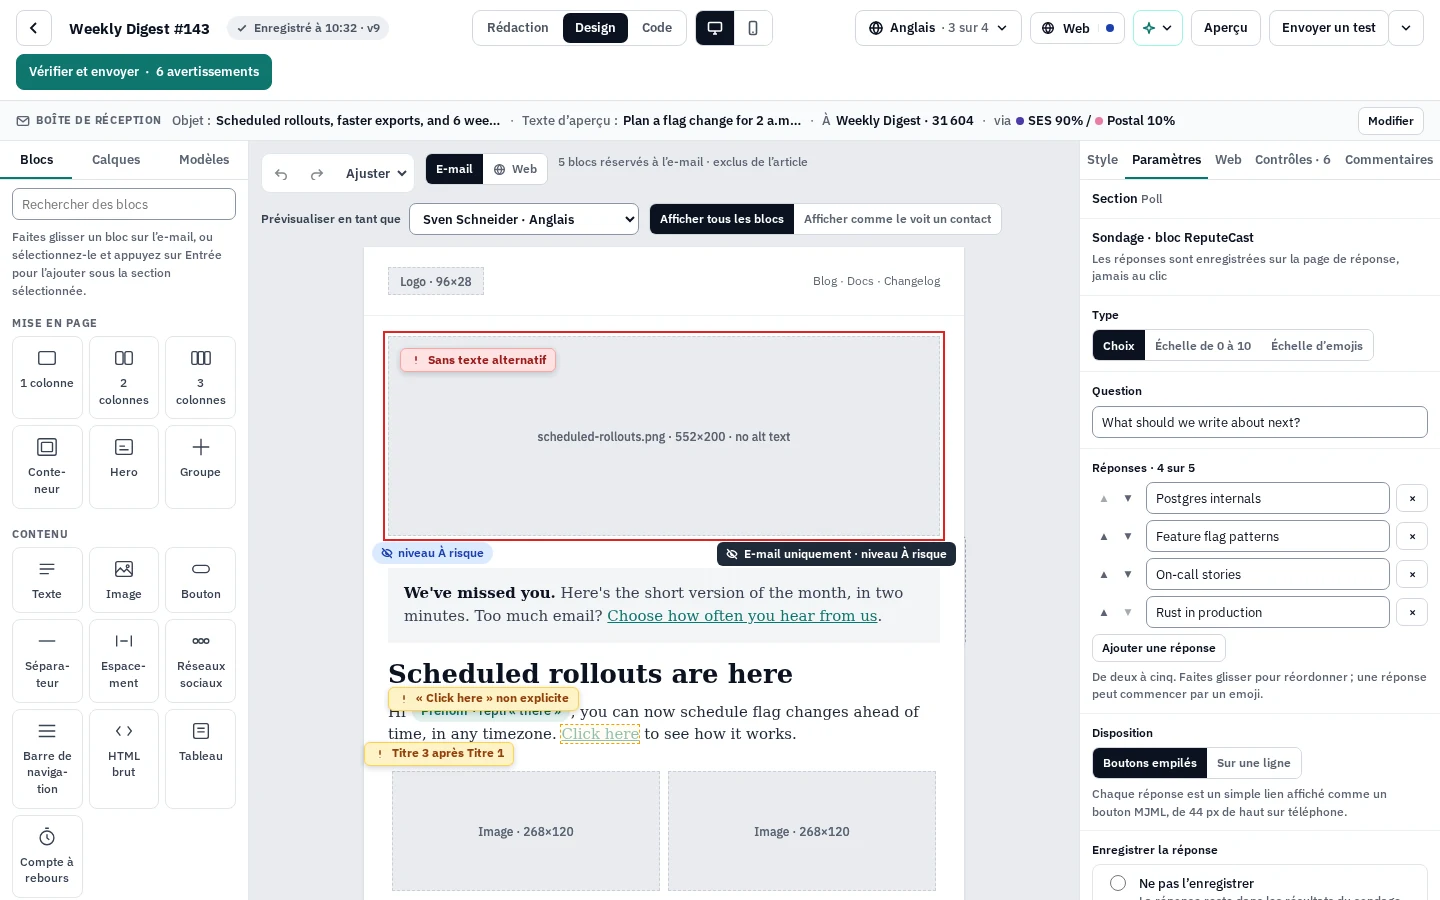 Weekly Digest #143
Enregistré à 10:32 · v9
Rédaction
Design
Code
Anglais · 3 sur 4
Web
Aperçu
Envoyer un test
Vérifier et envoyer · 6 avertissements
BOÎTE DE RÉCEPTION
Objet : Scheduled rollouts, faster exports, and 6 wee… · Texte d’aperçu : Plan a flag change for 2 a.m… · À Weekly Digest · 31 604 · via SES 90% / Postal 10%
Modifier
Blocs
Calques
Modèles
Rechercher des blocs
Faites glisser un bloc sur l’e-mail, ou
sélectionnez-le et appuyez sur Entrée
pour l’ajouter sous la section
sélectionnée.
MISE EN PAGE
1 colonne
2
colonnes
3
colonnes
Conte-
neur
Hero
Groupe
CONTENU
Texte
Image
Bouton
Sépara-
teur
Espace-
ment
Réseaux
sociaux
Barre de
naviga-
tion
HTML
brut
Tableau
Compte à
rebours
Ajuster
E-mail
Web
5 blocs réservés à l’e-mail · exclus de l’article
Prévisualiser en tant que
Sven Schneider · Anglais
Afficher tous les blocs
Afficher comme le voit un contact
Logo · 96×28
Blog · Docs · Changelog
! Sans texte alternatif
scheduled-rollouts.png · 552×200 · no alt text
niveau À risque
E-mail uniquement · niveau À risque
We've missed you. Here's the short version of the month, in two
minutes. Too much email? Choose how often you hear from us.
Scheduled rollouts are here
! « Click here » non explicite
Hi Prénom · repli « there » , you can now schedule flag changes ahead of
time, in any timezone. Click here to see how it works.
! Titre 3 après Titre 1
Image · 268×120
Image · 268×120
Style
Paramètres
Web
Contrôles · 6
Commentaires
Section Poll
Sondage · bloc ReputeCast
Les réponses sont enregistrées sur la page de réponse,
jamais au clic
Type
Choix
Échelle de 0 à 10
Échelle d’emojis
Question
What should we write about next?
Réponses · 4 sur 5
▲ ▼ Postgres internals ×
▲ ▼ Feature flag patterns ×
▲ ▼ On-call stories ×
▲ ▼ Rust in production ×
Ajouter une réponse
De deux à cinq. Faites glisser pour réordonner ; une réponse
peut commencer par un emoji.
Disposition
Boutons empilés
Sur une ligne
Chaque réponse est un simple lien affiché comme un
bouton MJML, de 44 px de haut sur téléphone.
Enregistrer la réponse
Ne pas l’enregistrer